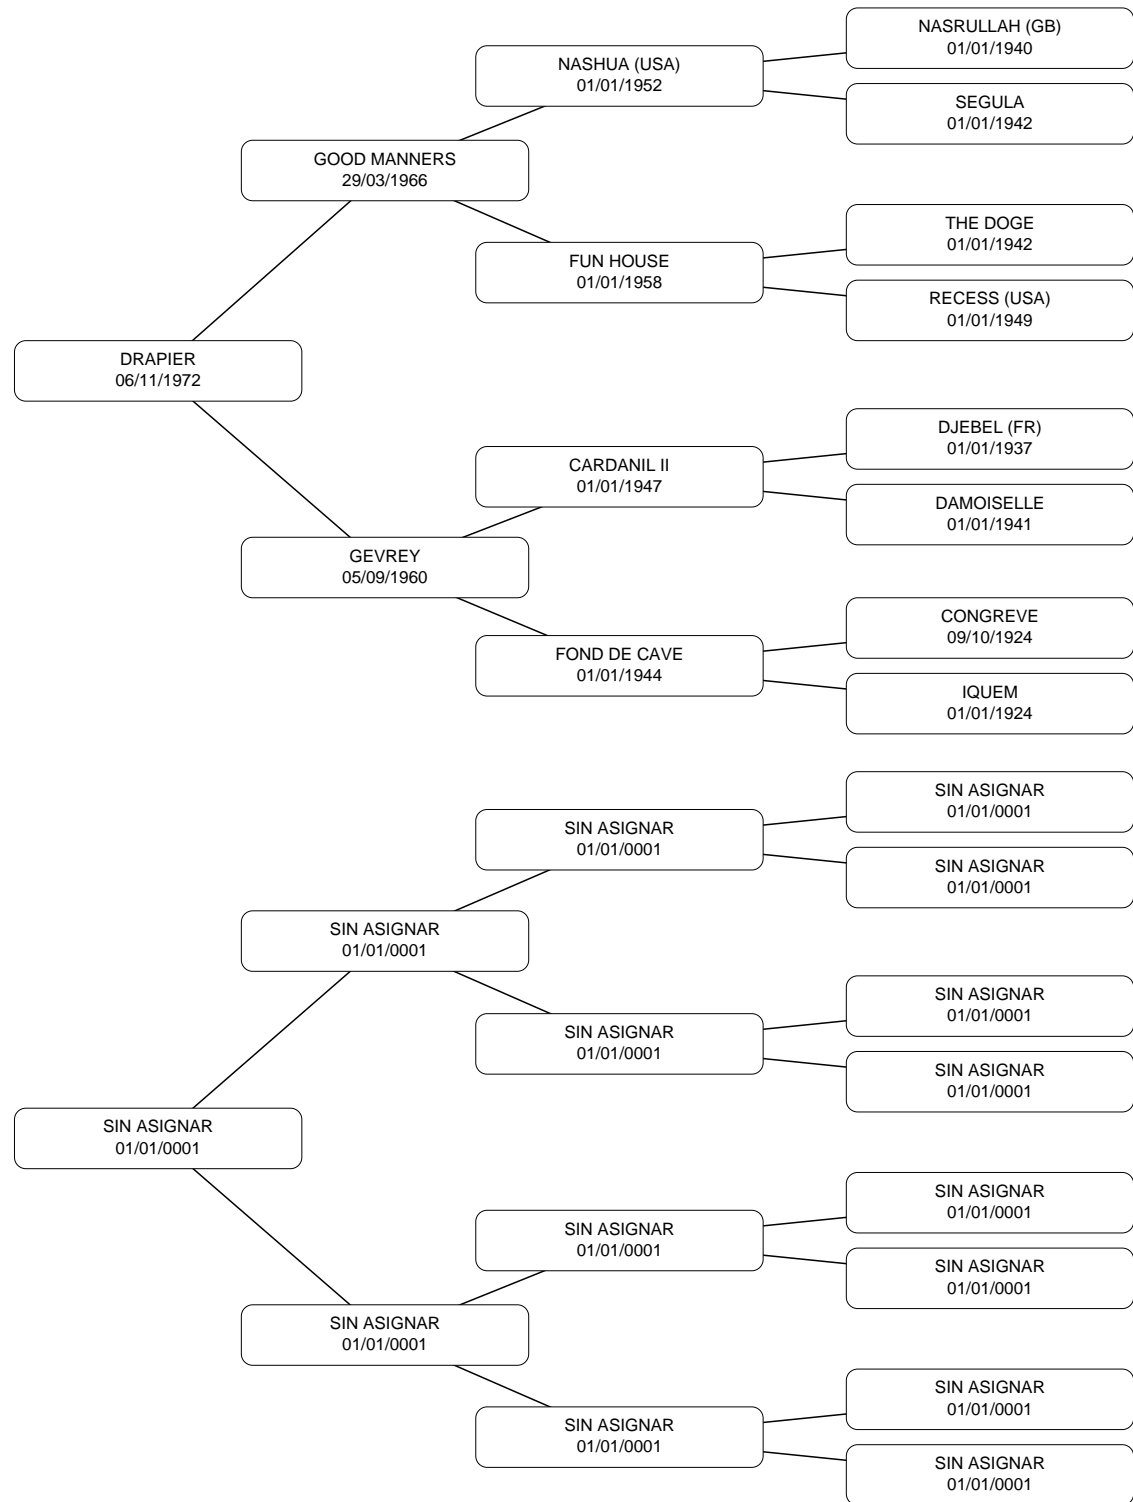 NASRULLAH (GB)
01/01/1940
NASHUA (USA)
01/01/1952
SEGULA
01/01/1942
GOOD MANNERS
29/03/1966
THE DOGE
01/01/1942
FUN HOUSE
01/01/1958
RECESS (USA)
01/01/1949
DRAPIER
06/11/1972
DJEBEL (FR)
01/01/1937
CARDANIL II
01/01/1947
DAMOISELLE
01/01/1941
GEVREY
05/09/1960
CONGREVE
09/10/1924
FOND DE CAVE
01/01/1944
IQUEM
01/01/1924
SIN ASIGNAR
01/01/0001
SIN ASIGNAR
01/01/0001
SIN ASIGNAR
01/01/0001
SIN ASIGNAR
01/01/0001
SIN ASIGNAR
01/01/0001
SIN ASIGNAR
01/01/0001
SIN ASIGNAR
01/01/0001
SIN ASIGNAR
01/01/0001
SIN ASIGNAR
01/01/0001
SIN ASIGNAR
01/01/0001
SIN ASIGNAR
01/01/0001
SIN ASIGNAR
01/01/0001
SIN ASIGNAR
01/01/0001
SIN ASIGNAR
01/01/0001
SIN ASIGNAR
01/01/0001